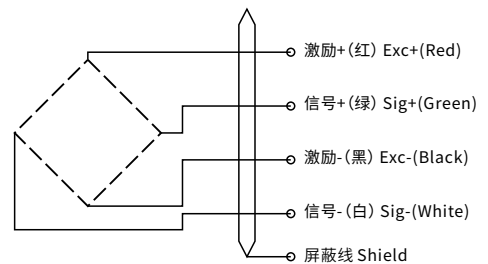 激励+(红) Exc+(Red)
信号+(绿) Sig+(Green)
激励-(黑) Exc-(Black)
信号-(白) Sig-(White)
屏蔽线 Shield